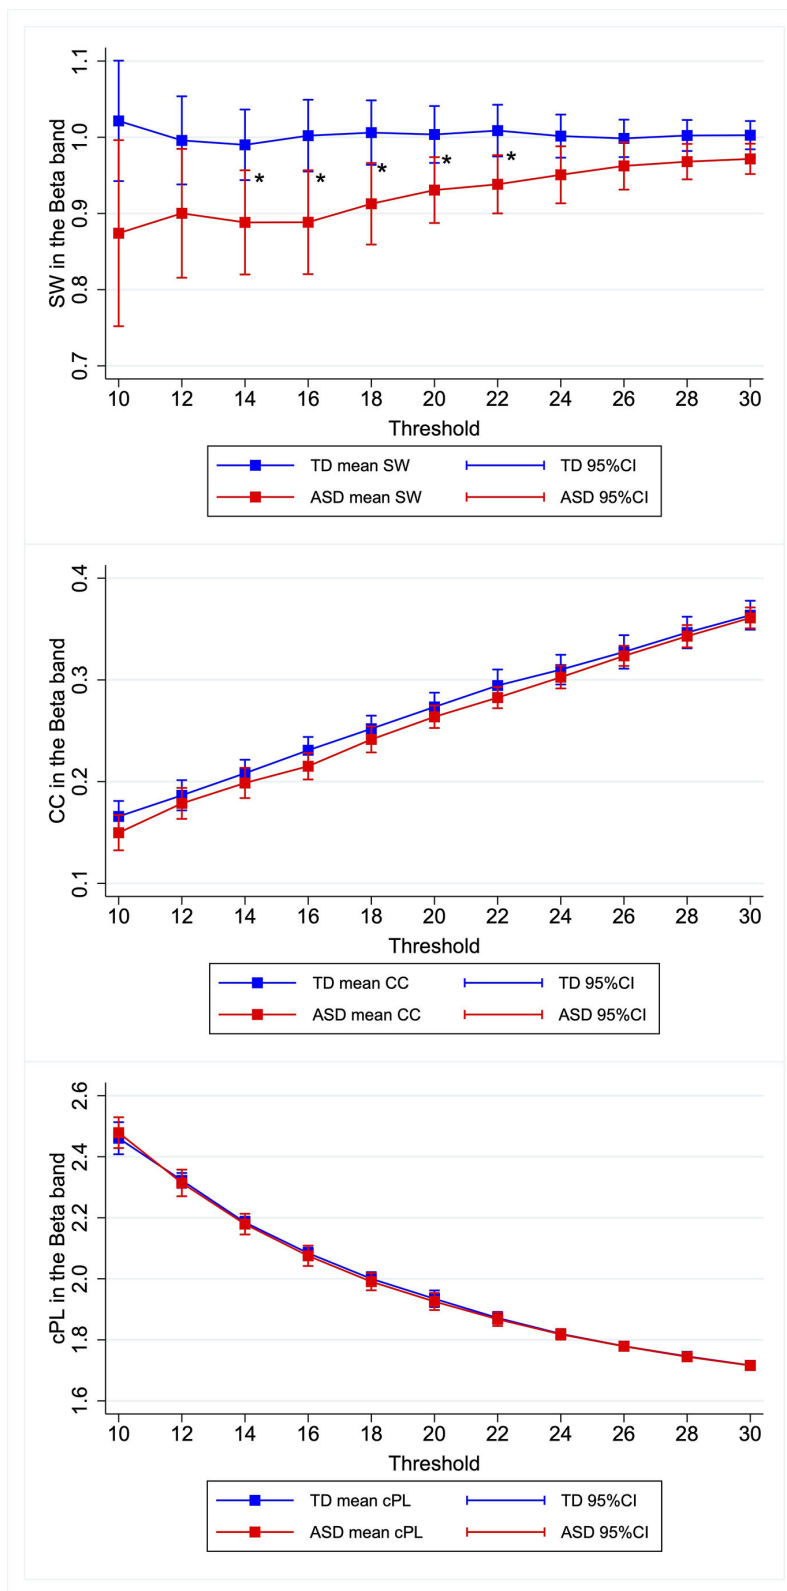 SW in the Beta band
1.1
1.0
0.9
0.8
0.7
* * * * *
10 12 14 16 18 20 22 24 26 28 30
Threshold
TD mean SW TD 95%CI
ASD mean SW ASD 95%CI
CC in the Beta band
0.4
0.3
0.2
0.1
10 12 14 16 18 20 22 24 26 28 30
Threshold
TD mean CC TD 95%CI
ASD mean CC ASD 95%CI
cPL in the Beta band
2.6
2.4
2.2
2.0
1.8
1.6
10 12 14 16 18 20 22 24 26 28 30
Threshold
TD mean cPL TD 95%CI
ASD mean cPL ASD 95%CI